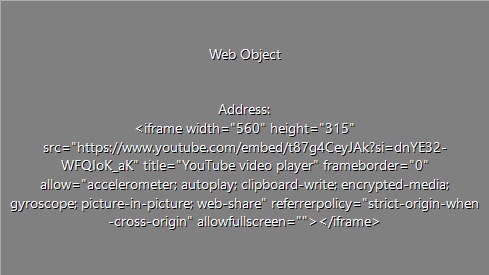 Web Object
Address:
<iframe width="560" height="315"
src="https://www.youtube.com/embed/t87g4CeyJAk?si=dnYE32-
WFQIoK_aK" title="YouTube video player" frameborder="0"
allow="accelerometer; autoplay; clipboard-write; encrypted-media;
gyroscope; picture-in-picture; web-share" referrerpolicy="strict-origin-when
-cross-origin" allowfullscreen=""></iframe>